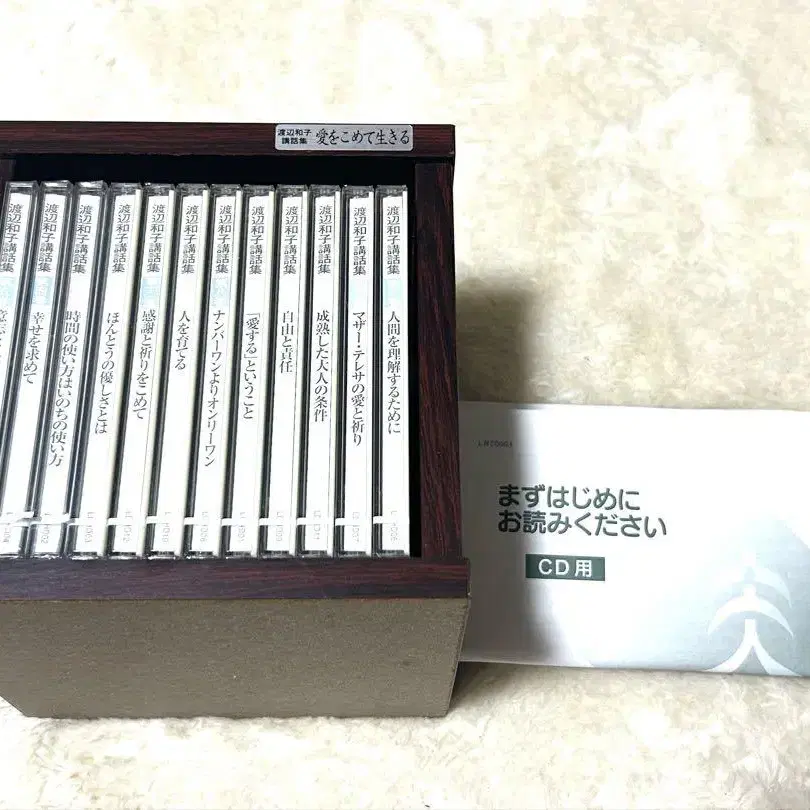 渡辺和子
講話集
愛をこめて生きる
渡辺和子講話集
人間を理解するために
渡辺和子講話集
マザー・テレサの愛と祈り
渡辺和子講話集
成熟した大人の条件
渡辺和子講話集
自由と責任
渡辺和子講話集
「愛する」ということ
渡辺和子講話集
ナンバーワンよりオンリーワン
渡辺和子講話集
人を育てる
渡辺和子講話集
感謝と祈りをこめて
渡辺和子講話集
ほんとうの優しさとは
渡辺和子講話集
時間の使い方はいのちの使い方
渡辺和子講話集
幸せを求めて
渡辺和子講話集
まずはじめに
お読みください
CD用